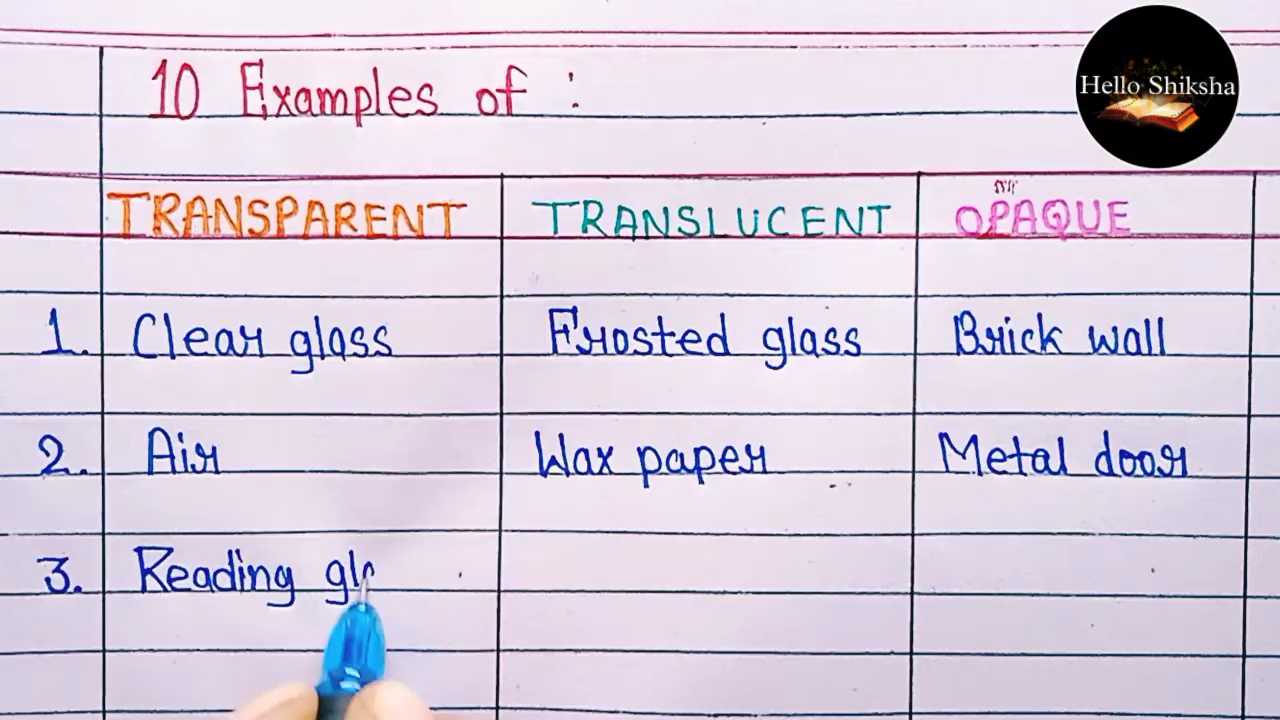 Hello Shiksha
10 Examples of :
TRANSPARENT TRANSLUCENT OPAQUE
1. Clear glass Frosted glass Brick wall
2. Air Wax paper Metal door
3. Reading gl